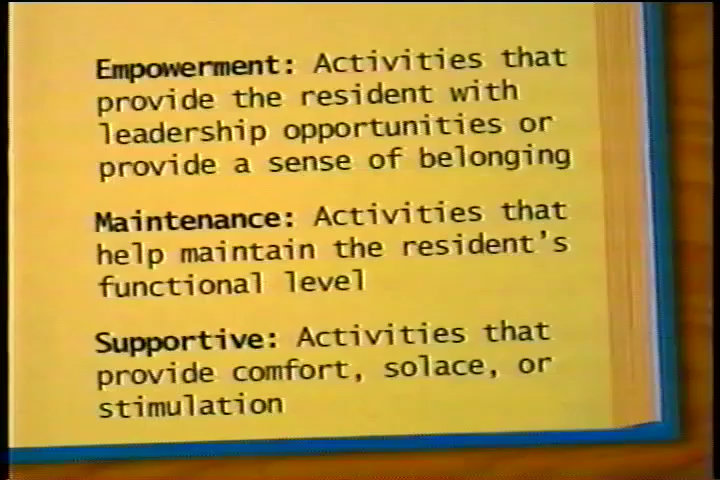 Empowerment: Activities that
provide the resident with
leadership opportunities or
provide a sense of belonging
Maintenance: Activities that
help maintain the resident's
functional level
Supportive: Activities that
provide comfort, solace, or
stimulation